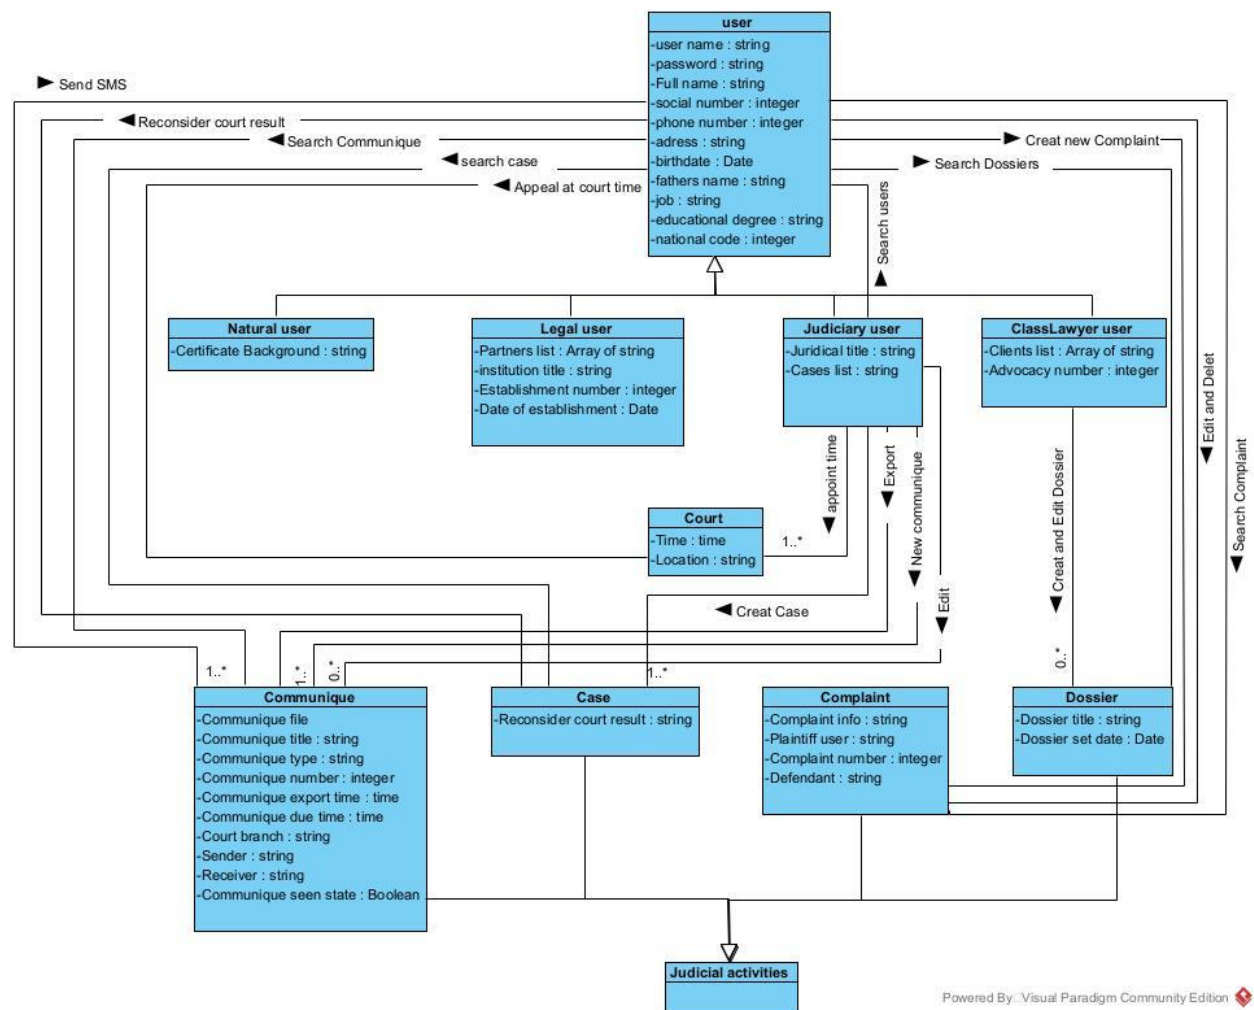 user
-user name : string
-password : string
-Full name : string
-social number : integer
-phone number : integer
-adress : string
-birthdate : Date
-fathers name : string
-job : string
-educational degree : string
-national code : integer
Send SMS
Reconsider court result
Search Communique
search case
Appeal at court time
Creat new Complaint
Search Dossiers
Search users
Edit and Delet
Search Complaint
Natural user
-Certificate Background : string
Legal user
-Partners list : Array of string
-institution title : string
-Establishment number : integer
-Date of establishment : Date
Judiciary user
-Juridical title : string
-Cases list : string
ClassLawyer user
-Clients list : Array of string
-Advocacy number : integer
appoint time
Export
New communique
Edit
Creat and Edit Dossier
Court
-Time : time
-Location : string
1..*
Creat Case
1..*
1..*
0..*
1..*
0..*
Communique
-Communique file
-Communique title : string
-Communique type : string
-Communique number : integer
-Communique export time : time
-Communique due time : time
-Court branch : string
-Sender : string
-Receiver : string
-Communique seen state : Boolean
Case
-Reconsider court result : string
Complaint
-Complaint info : string
-Plaintiff user : string
-Complaint number : integer
-Defendant : string
Dossier
-Dossier title : string
-Dossier set date : Date
Judicial activities
Powered By Visual Paradigm Community Edition